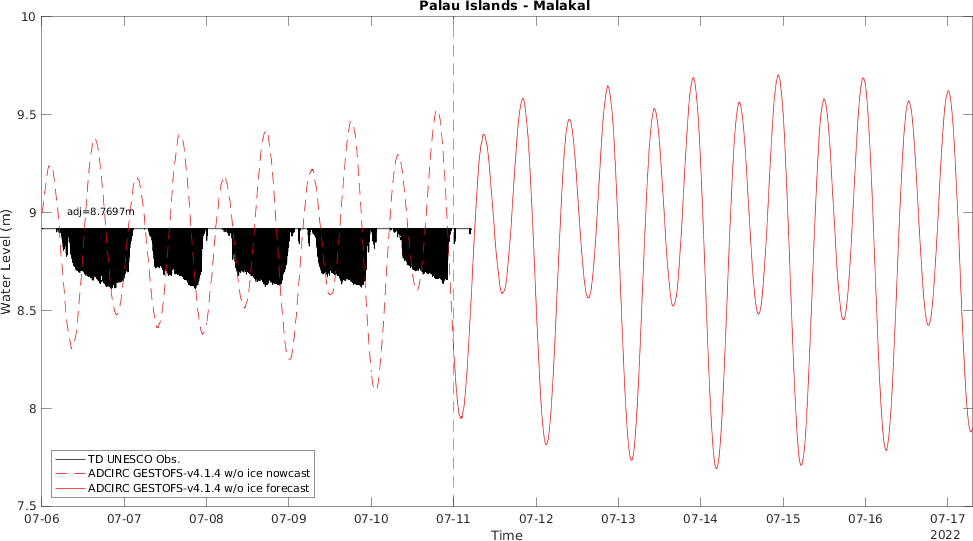 Palau Islands - Malakal
Water Level (m)
10
9.5
9
8.5
8
7.5
adj=8.7697m
TD UNESCO Obs.
ADCIRC GESTOFS-v4.1.4 w/o ice nowcast
ADCIRC GESTOFS-v4.1.4 w/o ice forecast
07-06 07-07 07-08 07-09 07-10 07-11 07-12 07-13 07-14 07-15 07-16 07-17
2022
Time